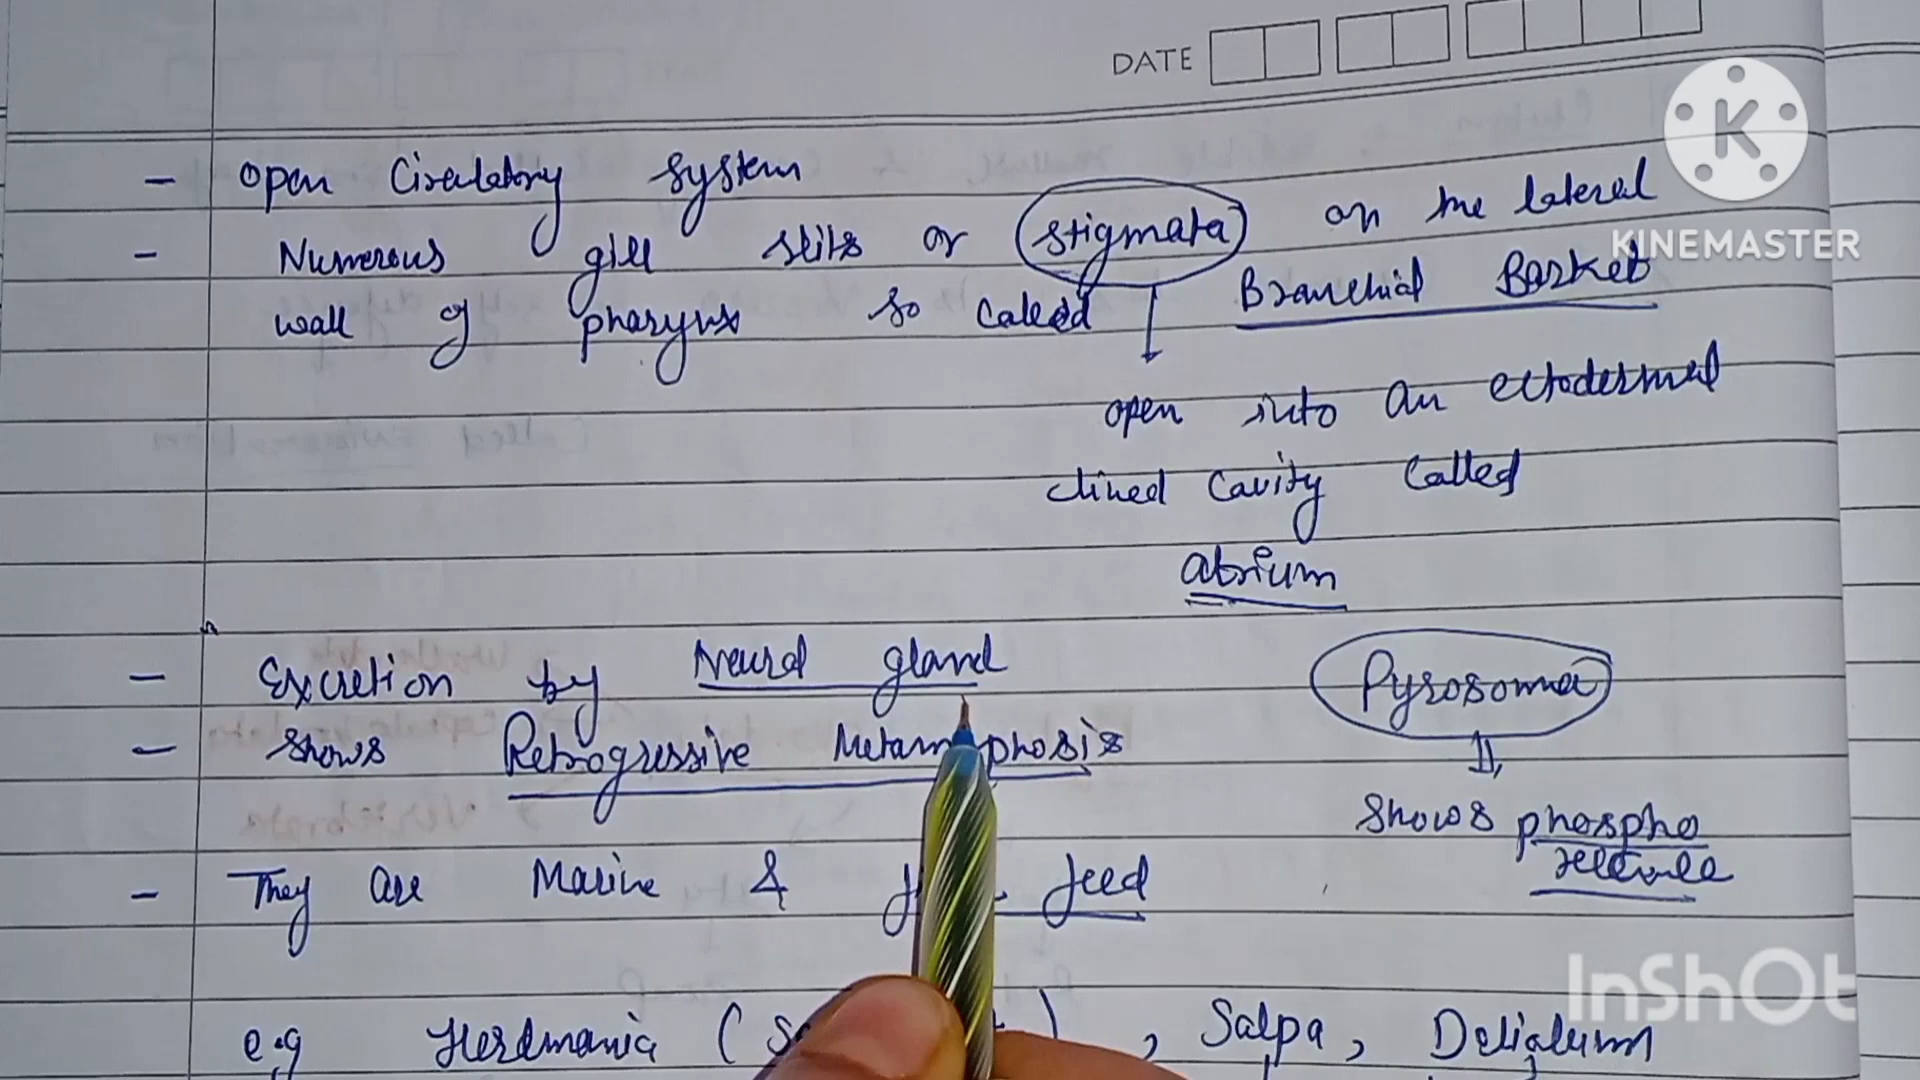 DATE
K
KINEMASTER
- Open Circulatory system
- Numerous gill slits or stigmata on the lateral
wall of pharynx so called Branchial Basket
open into an ectodermal
lined cavity called
atrium
- Excretion by Neural gland
Pyrosoma
- shows Retrogressive Metamorphosis
shows phospho
- They are Marine & feed
InShOt
e.g Herdmania ( ) , Salpa, Doliolum